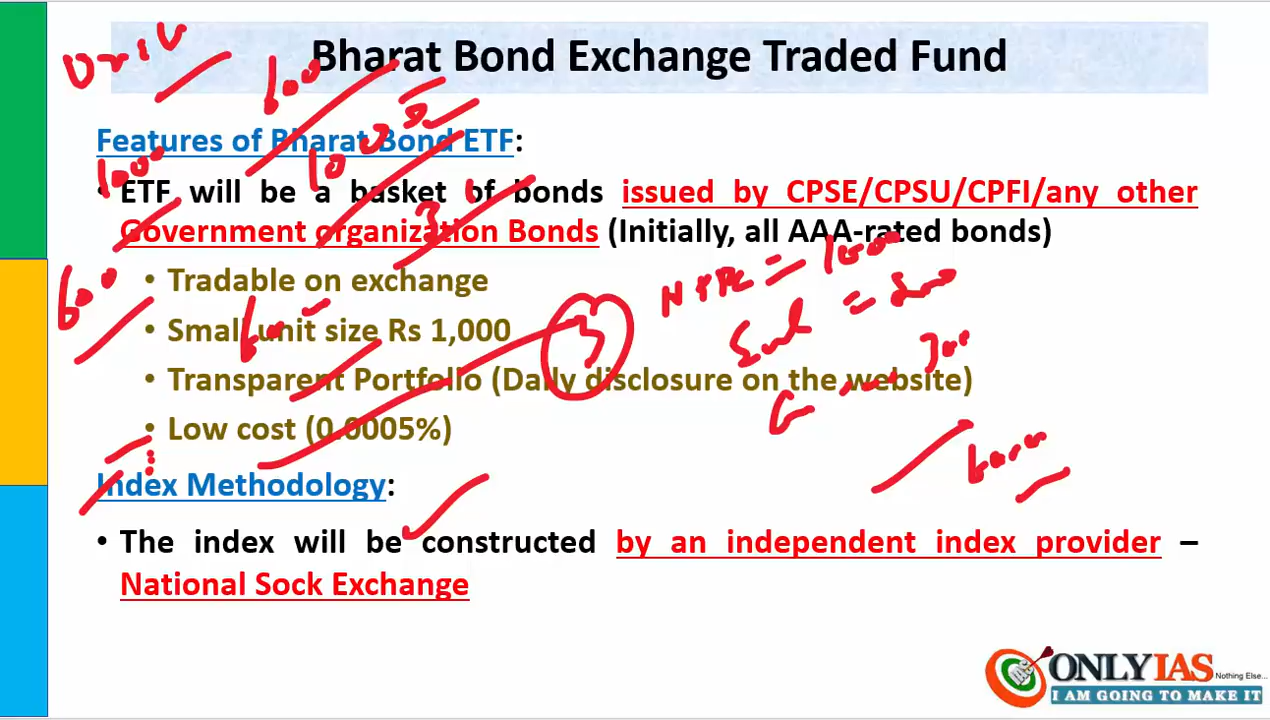 Bharat Bond Exchange Traded Fund
Features of Bharat Bond ETF:
• ETF will be a basket of bonds issued by CPSE/CPSU/CPFI/any other
Government organization Bonds (Initially, all AAA-rated bonds)
• Tradable on exchange
• Small unit size Rs 1,000
• Transparent Portfolio (Daily disclosure on the website)
• Low cost (0.0005%)
Index Methodology:
• The index will be constructed by an independent index provider –
National Sock Exchange
3
ONLYIAS
Nothing Else...
I AM GOING TO MAKE IT